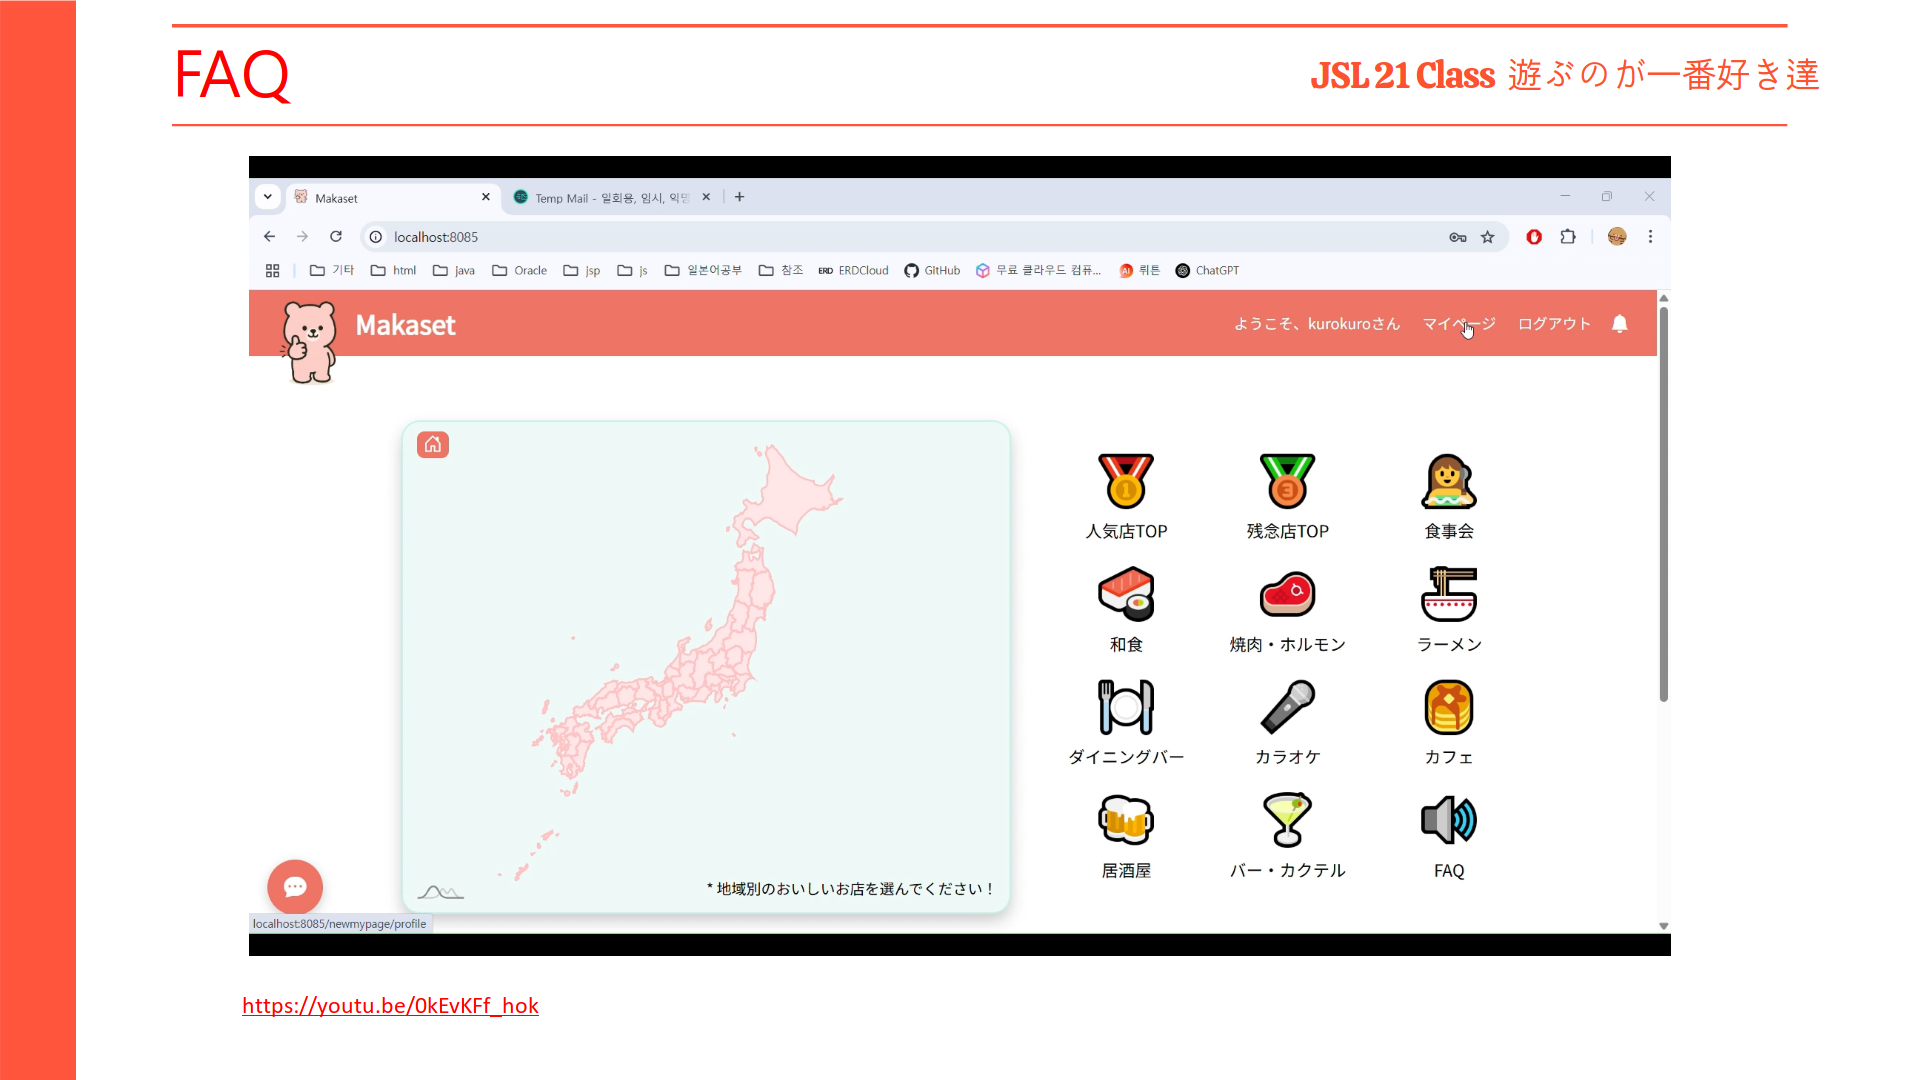 FAQ
JSL 21 Class 遊ぶのが一番好き達
Makaset
Temp Mail - 일회용, 임시, 익명
localhost:8085
기타 html java Oracle jsp js 일본어공부 참조 ERD ERDCloud GitHub 무료 클라우드 컴퓨... AI 뤼튼 ChatGPT
Makaset
ようこそ、kurokuroさん マイページ ログアウト
人気店TOP 残念店TOP 食事会
和食 焼肉・ホルモン ラーメン
ダイニングバー カラオケ カフェ
居酒屋 バー・カクテル FAQ
* 地域別のおいしいお店を選んでください！
localhost:8085/newmypage/profile
https://youtu.be/0kEvKFf_hok